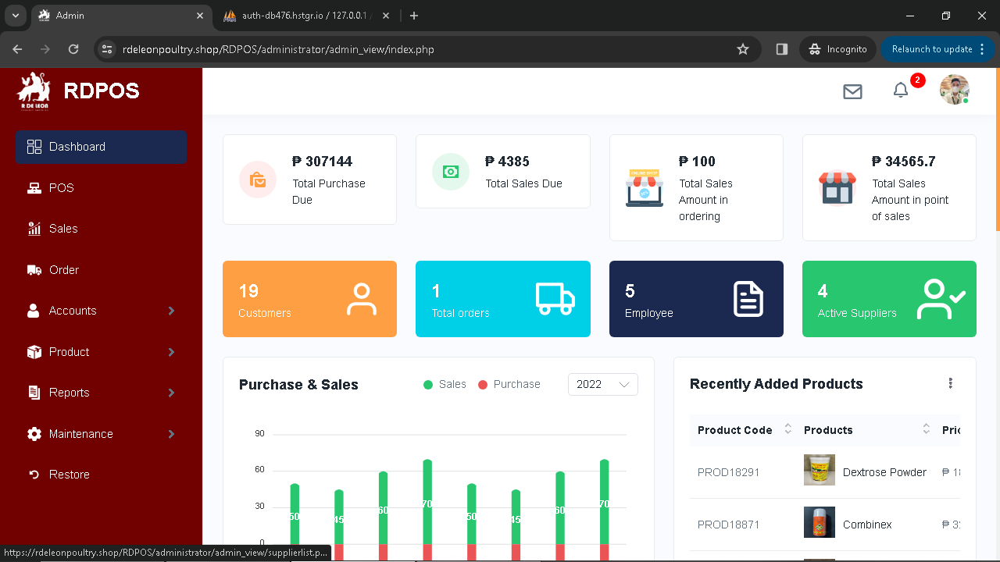 Admin
auth-db476.hstgr.io / 127.0.0.1 /
rdeleonpoultry.shop/RDPOS/administrator/admin_view/index.php
Incognito
Relaunch to update
R DE LEON
RDPOS
2
Dashboard
POS
Sales
Order
Accounts
Product
Reports
Maintenance
Restore
₱ 307144
Total Purchase
Due
₱ 4385
Total Sales Due
ONLINE SHOP
₱ 100
Total Sales
Amount in
ordering
₱ 34565.7
Total Sales
Amount in point
of sales
19
Customers
1
Total orders
5
Employee
4
Active Suppliers
Purchase & Sales
Sales
Purchase
2022
90
60
30
0
50
45
60
70
50
45
60
70
Recently Added Products
Product Code
Products
PROD18291
Dextrose Powder
PROD18871
Combinex
https://rdeleonpoultry.shop/RDPOS/administrator/admin_view/supplierlist.p...